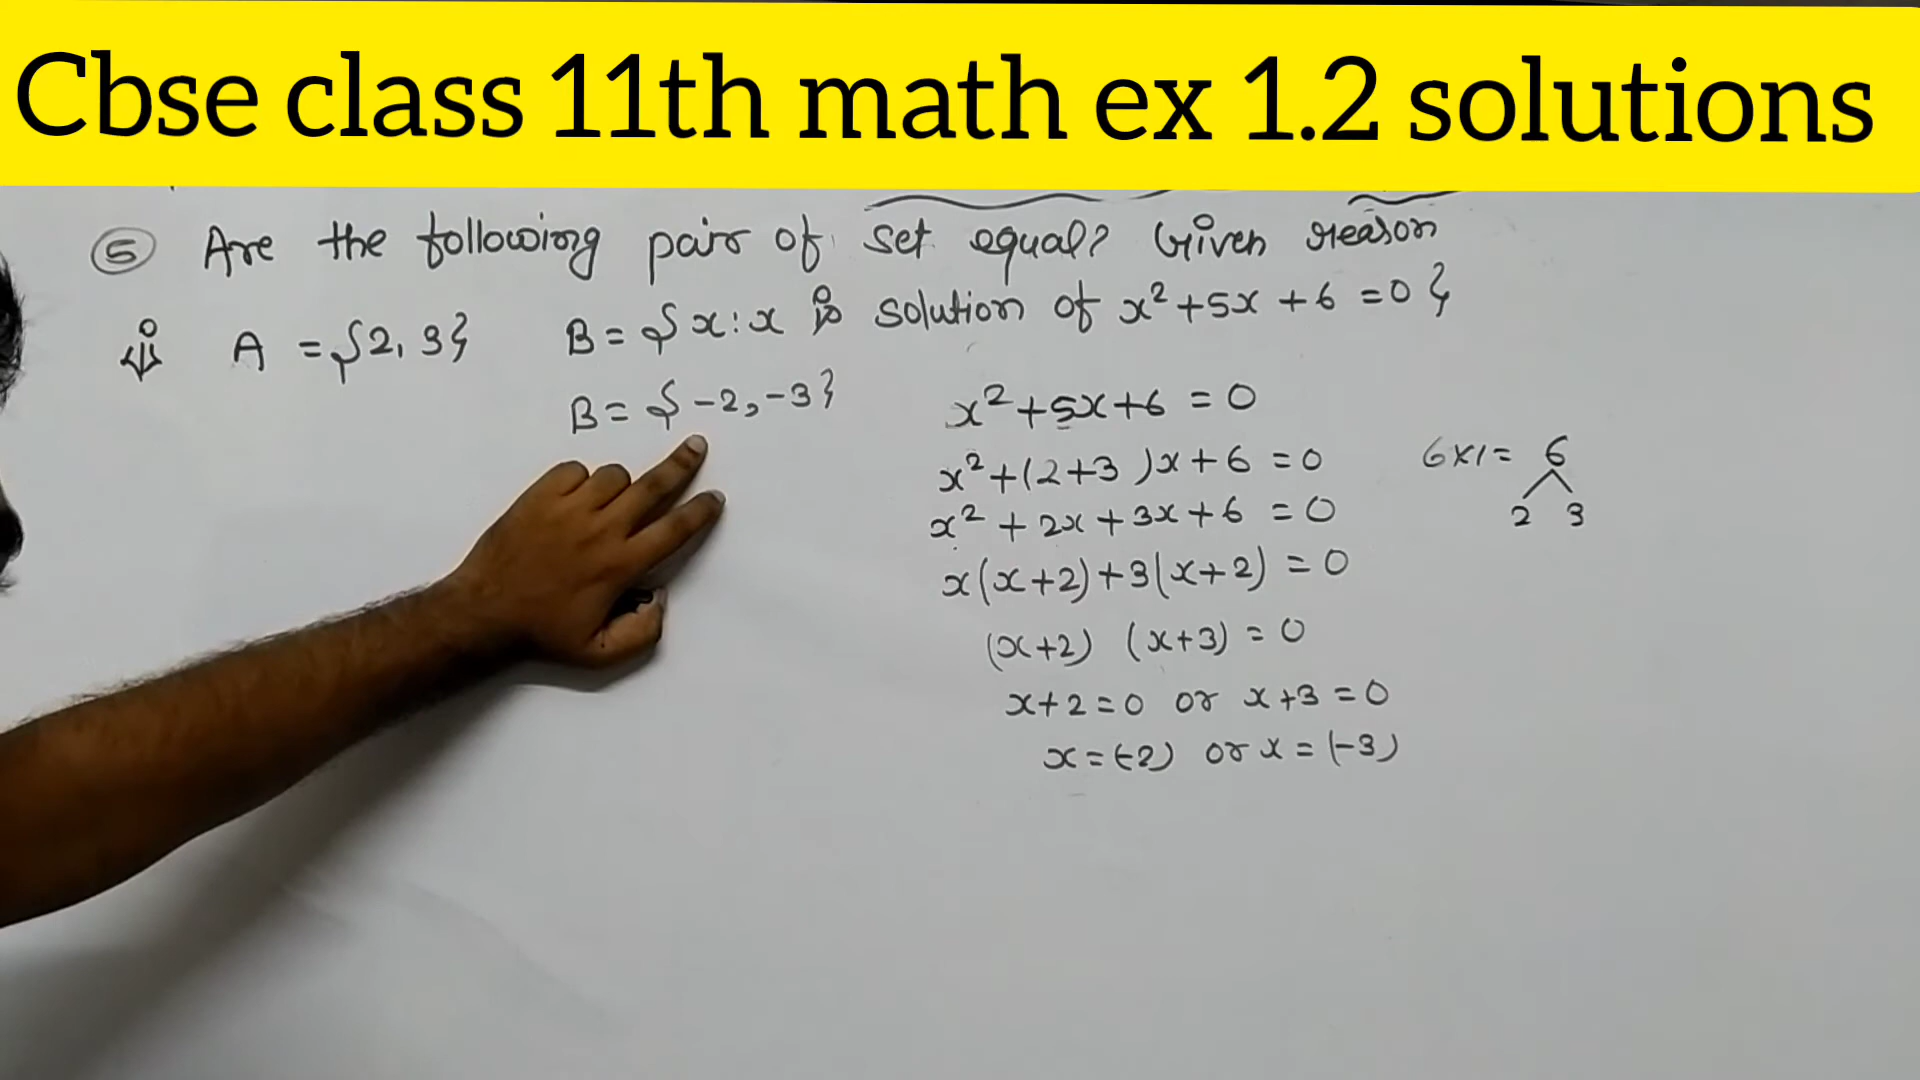 Cbse class 11th math ex 1.2 solutions
5 Are the following pair of set equal? Given reason
i A = {2, 3} B = {x : x is solution of x² + 5x + 6 = 0}
B = {-2, -3}
x² + 5x + 6 = 0
x² + (2+3)x + 6 = 0
6×1 = 6
2 3
x² + 2x + 3x + 6 = 0
x(x+2) + 3(x+2) = 0
(x+2) (x+3) = 0
x+2 = 0 or x+3 = 0
x = (-2) or x = (-3)